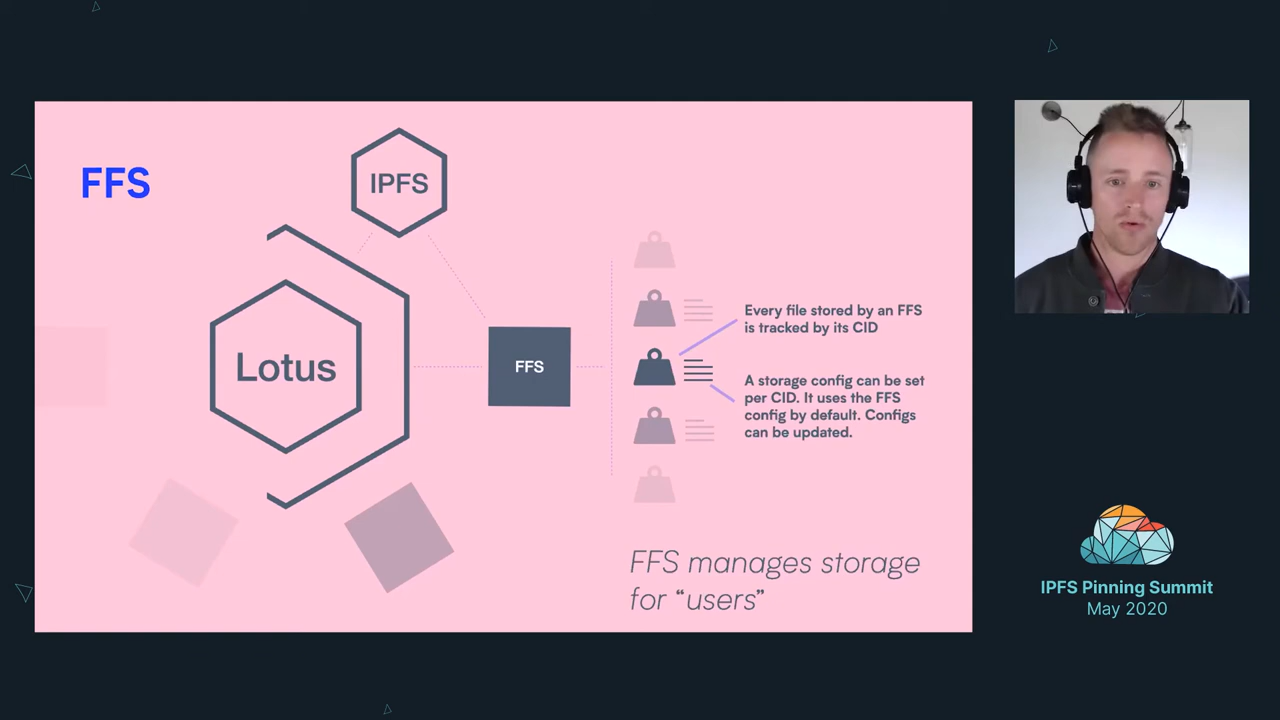 FFS
IPFS
Lotus
FFS
Every file stored by an FFS
is tracked by its CID
A storage config can be set
per CID. It uses the FFS
config by default. Configs
can be updated.
FFS manages storage
for “users”
IPFS Pinning Summit
May 2020